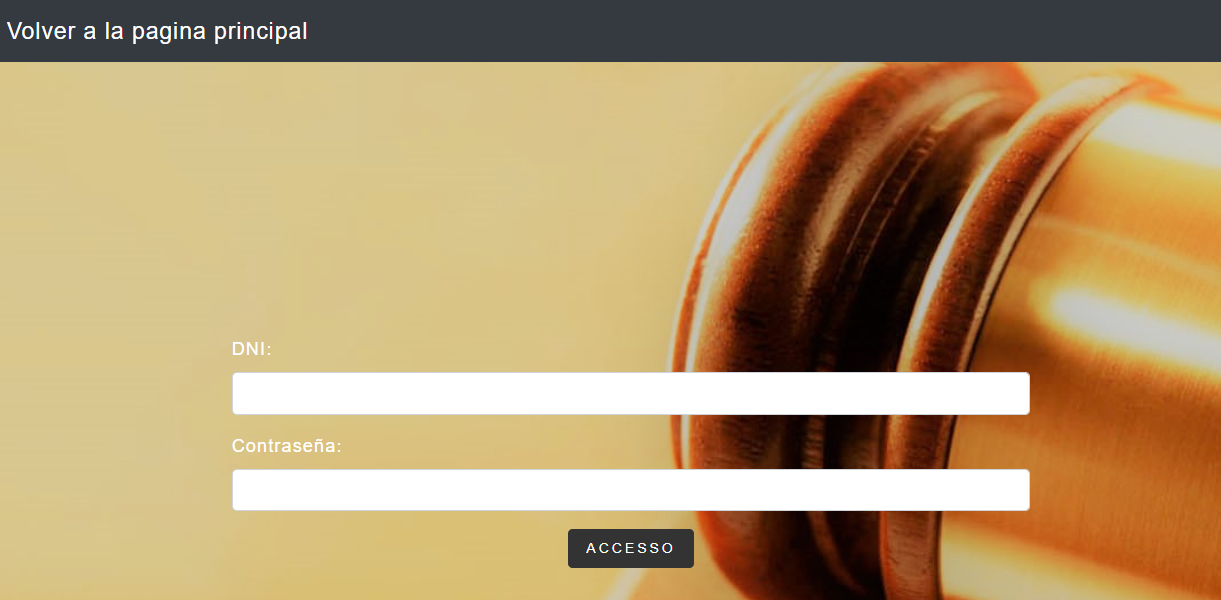 Volver a la pagina principal
DNI:
Contraseña:
ACCESSO